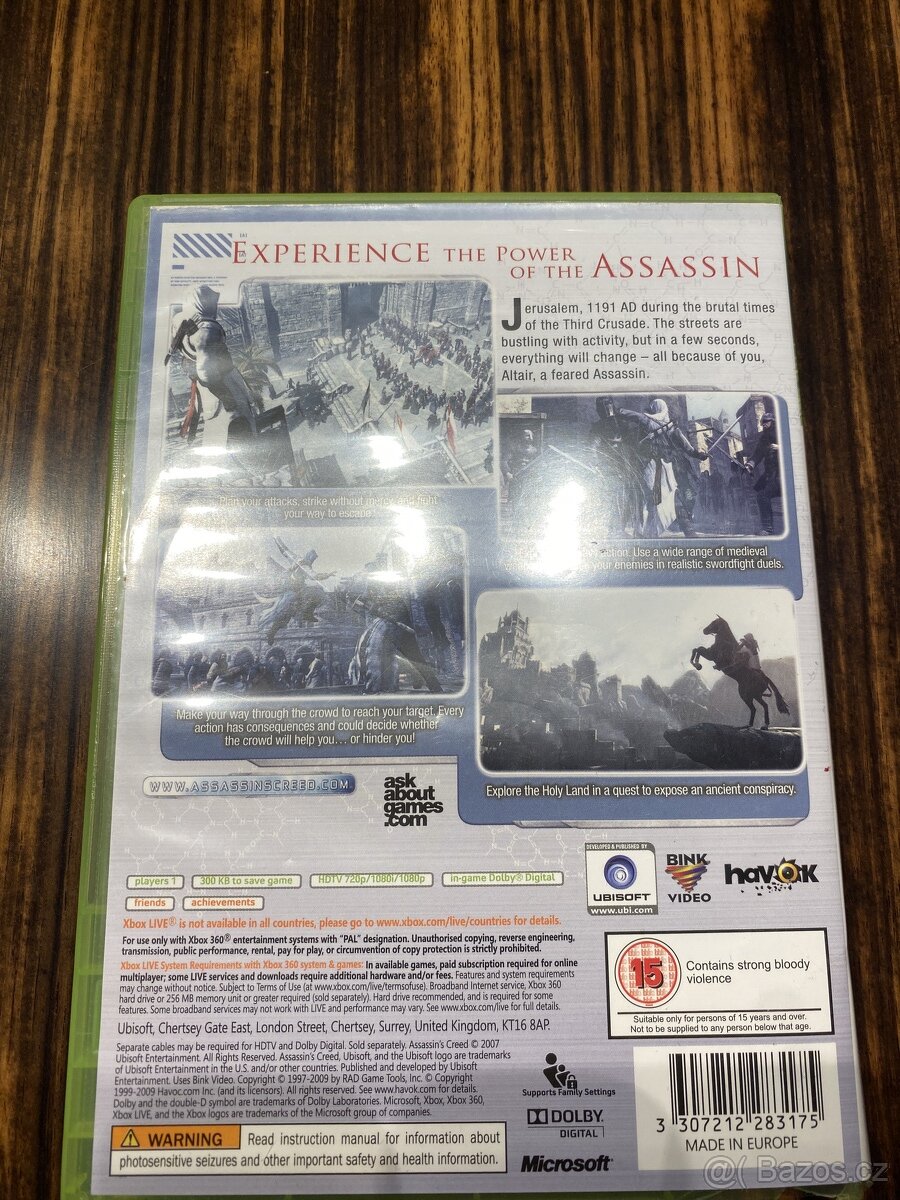 EXPERIENCE THE POWER
OF THE ASSASSIN
Jerusalem, 1191 AD during the brutal times
of the Third Crusade. The streets are
bustling with activity, but in a few seconds,
everything will change – all because of you,
Altair, a feared Assassin.
Plan your attacks, strike without mercy and fight
your way to escape.
action. Use a wide range of medieval
your enemies in realistic swordfight duels.
Make your way through the crowd to reach your target. Every
action has consequences and could decide whether
the crowd will help you… or hinder you!
Explore the Holy Land in a quest to expose an ancient conspiracy.
WWW.ASSASSINSCREED.COM
ask
about
games
.com
players 1
300 KB to save game
HDTV 720p/1080i/1080p
in-game Dolby® Digital
friends
achievements
DEVELOPED & PUBLISHED BY
UBISOFT
www.ubi.com
BINK
VIDEO
havok
Xbox LIVE® is not available in all countries, please go to www.xbox.com/live/countries for details.
For use only with Xbox 360® entertainment systems with "PAL" designation. Unauthorised copying, reverse engineering,
transmission, public performance, rental, pay for play, or circumvention of copy protection is strictly prohibited.
Xbox LIVE System Requirements with Xbox 360 system & games: In available games, paid subscription required for online
multiplayer; some LIVE services and downloads require additional hardware and/or fees. Features and system requirements
may change without notice. Subject to Terms of Use (at www.xbox.com/live/termsofuse). Broadband Internet service, Xbox 360
hard drive or 256 MB memory unit or greater required (sold separately). Hard drive recommended, and is required for some
features. Some broadband services may not work with LIVE and performance may vary. See www.xbox.com/live for full details.
Ubisoft, Chertsey Gate East, London Street, Chertsey, Surrey, United Kingdom, KT16 8AP.
Separate cables may be required for HDTV and Dolby Digital. Sold separately. Assassin's Creed © 2007
Ubisoft Entertainment. All Rights Reserved. Assassin's Creed, Ubisoft, and the Ubisoft logo are trademarks
of Ubisoft Entertainment in the U.S. and/or other countries. Published and developed by Ubisoft
Entertainment. Uses Bink Video. Copyright © 1997-2009 by RAD Game Tools, Inc. © Copyright
1999-2009 Havok.com Inc. (and its licensors). All rights reserved. See www.havok.com for details.
Dolby and the double-D symbol are trademarks of Dolby Laboratories. Microsoft, Xbox, Xbox 360,
Xbox LIVE, and the Xbox logos are trademarks of the Microsoft group of companies.
WARNING
Read instruction manual for information about
photosensitive seizures and other important safety and health information.
15
Contains strong bloody
violence
Suitable only for persons of 15 years and over.
Not to be supplied to any person below that age.
Supports Family Settings
DOLBY
DIGITAL
Microsoft
3 307212 283175
MADE IN EUROPE
@( Bazos.cz